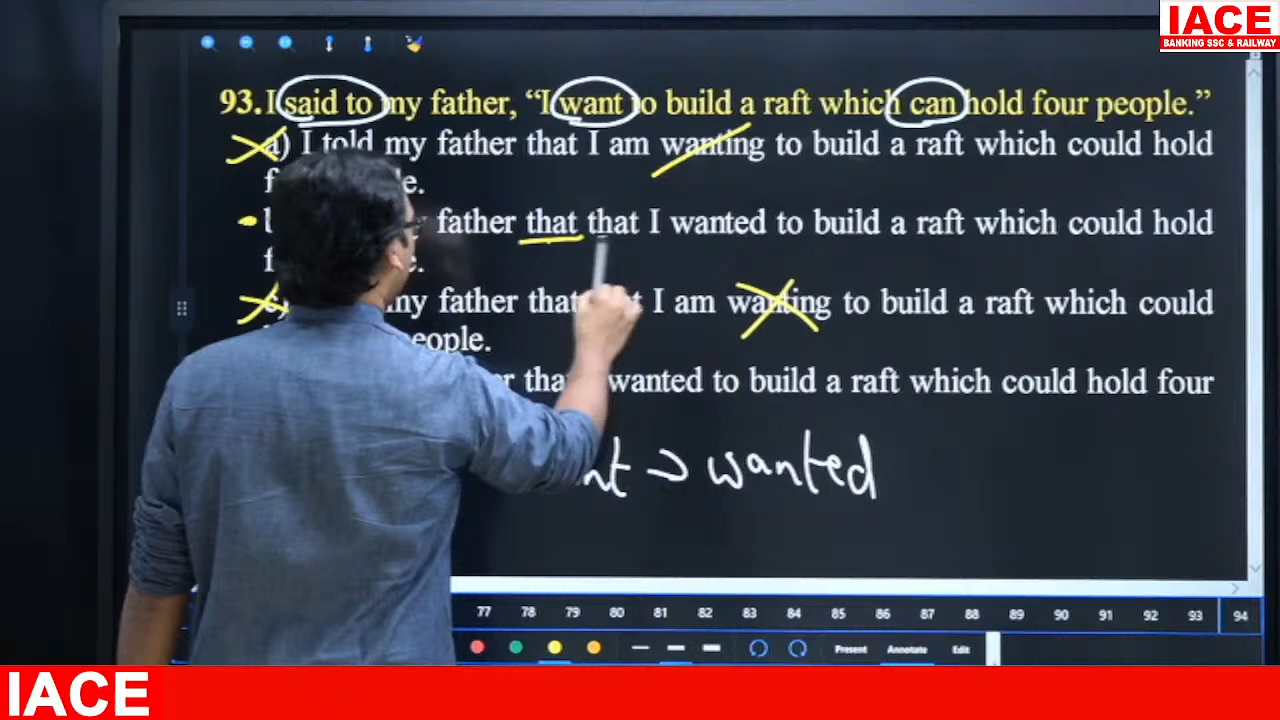 IACE
BANKING SSC & RAILWAY
93. I said to my father, “I want to build a raft which can hold four people.”
a) I told my father that I am wanting to build a raft which could hold
father that that I wanted to build a raft which could hold
my father that I am wanting to build a raft which could
people.
that wanted to build a raft which could hold four
nt → wanted
77 78 79 80 81 82 83 84 85 86 87 88 89 90 91 92 93 94
Present Annotate Exit
IACE